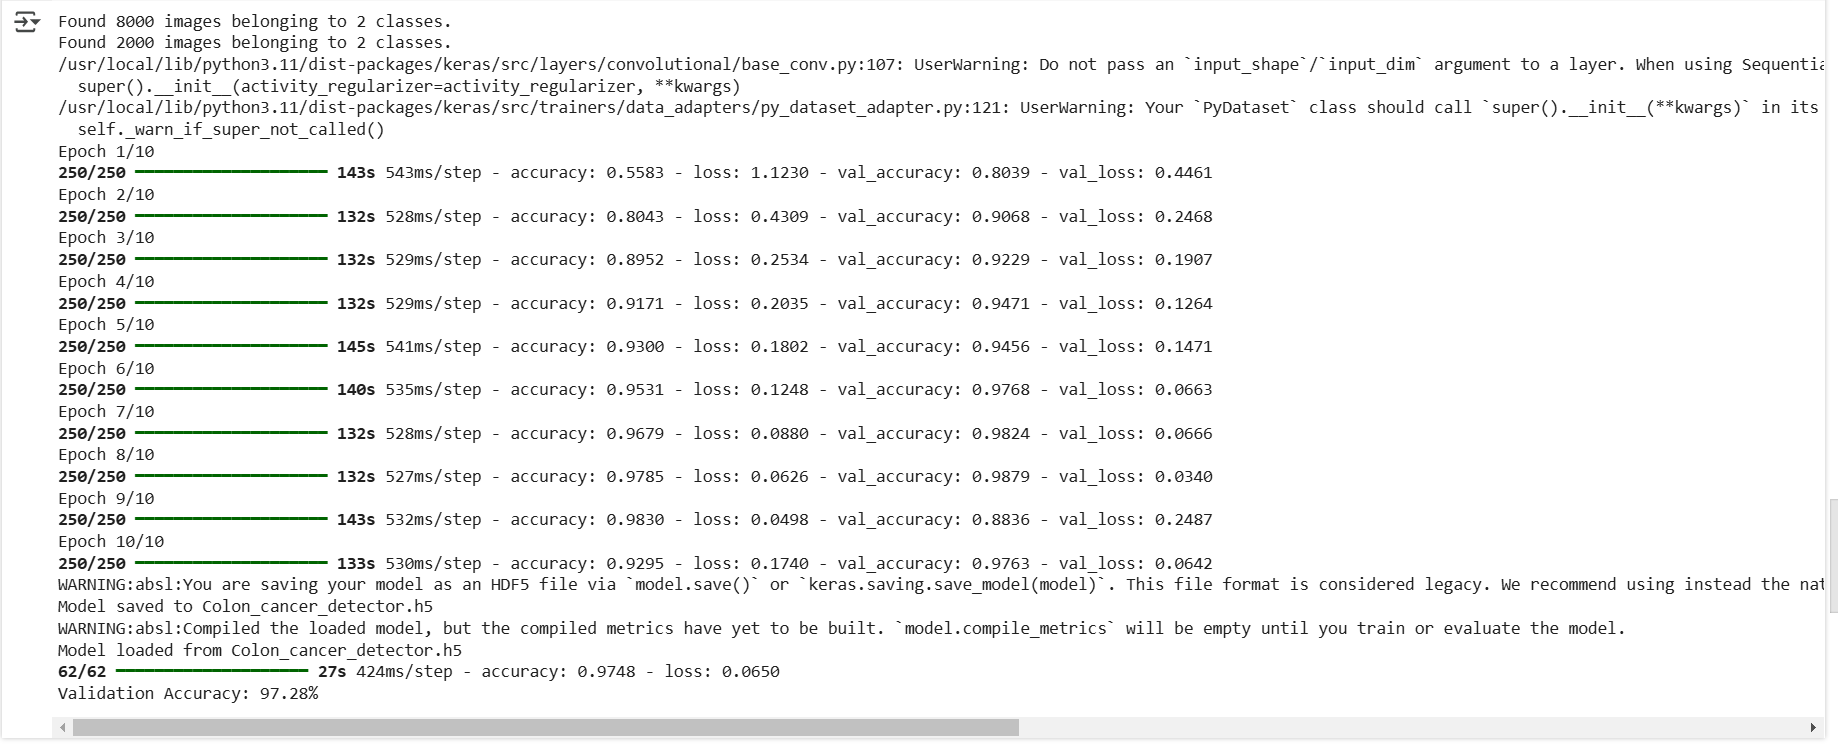 Found 8000 images belonging to 2 classes.
Found 2000 images belonging to 2 classes.
/usr/local/lib/python3.11/dist-packages/keras/src/layers/convolutional/base_conv.py:107: UserWarning: Do not pass an `input_shape`/`input_dim` argument to a layer. When using Sequentia
super().__init__(activity_regularizer=activity_regularizer, **kwargs)
/usr/local/lib/python3.11/dist-packages/keras/src/trainers/data_adapters/py_dataset_adapter.py:121: UserWarning: Your `PyDataset` class should call `super().__init__(**kwargs)` in its
self._warn_if_super_not_called()
Epoch 1/10
250/250 ━━━━━━━━━━━━━━━━━━━━ 143s 543ms/step - accuracy: 0.5583 - loss: 1.1230 - val_accuracy: 0.8039 - val_loss: 0.4461
Epoch 2/10
250/250 ━━━━━━━━━━━━━━━━━━━━ 132s 528ms/step - accuracy: 0.8043 - loss: 0.4309 - val_accuracy: 0.9068 - val_loss: 0.2468
Epoch 3/10
250/250 ━━━━━━━━━━━━━━━━━━━━ 132s 529ms/step - accuracy: 0.8952 - loss: 0.2534 - val_accuracy: 0.9229 - val_loss: 0.1907
Epoch 4/10
250/250 ━━━━━━━━━━━━━━━━━━━━ 132s 529ms/step - accuracy: 0.9171 - loss: 0.2035 - val_accuracy: 0.9471 - val_loss: 0.1264
Epoch 5/10
250/250 ━━━━━━━━━━━━━━━━━━━━ 145s 541ms/step - accuracy: 0.9300 - loss: 0.1802 - val_accuracy: 0.9456 - val_loss: 0.1471
Epoch 6/10
250/250 ━━━━━━━━━━━━━━━━━━━━ 140s 535ms/step - accuracy: 0.9531 - loss: 0.1248 - val_accuracy: 0.9768 - val_loss: 0.0663
Epoch 7/10
250/250 ━━━━━━━━━━━━━━━━━━━━ 132s 528ms/step - accuracy: 0.9679 - loss: 0.0880 - val_accuracy: 0.9824 - val_loss: 0.0666
Epoch 8/10
250/250 ━━━━━━━━━━━━━━━━━━━━ 132s 527ms/step - accuracy: 0.9785 - loss: 0.0626 - val_accuracy: 0.9879 - val_loss: 0.0340
Epoch 9/10
250/250 ━━━━━━━━━━━━━━━━━━━━ 143s 532ms/step - accuracy: 0.9830 - loss: 0.0498 - val_accuracy: 0.8836 - val_loss: 0.2487
Epoch 10/10
250/250 ━━━━━━━━━━━━━━━━━━━━ 133s 530ms/step - accuracy: 0.9295 - loss: 0.1740 - val_accuracy: 0.9763 - val_loss: 0.0642
WARNING:absl:You are saving your model as an HDF5 file via `model.save()` or `keras.saving.save_model(model)`. This file format is considered legacy. We recommend using instead the nat
Model saved to Colon_cancer_detector.h5
WARNING:absl:Compiled the loaded model, but the compiled metrics have yet to be built. `model.compile_metrics` will be empty until you train or evaluate the model.
Model loaded from Colon_cancer_detector.h5
62/62 ━━━━━━━━━━━━━━━━━━━━ 27s 424ms/step - accuracy: 0.9748 - loss: 0.0650
Validation Accuracy: 97.28%